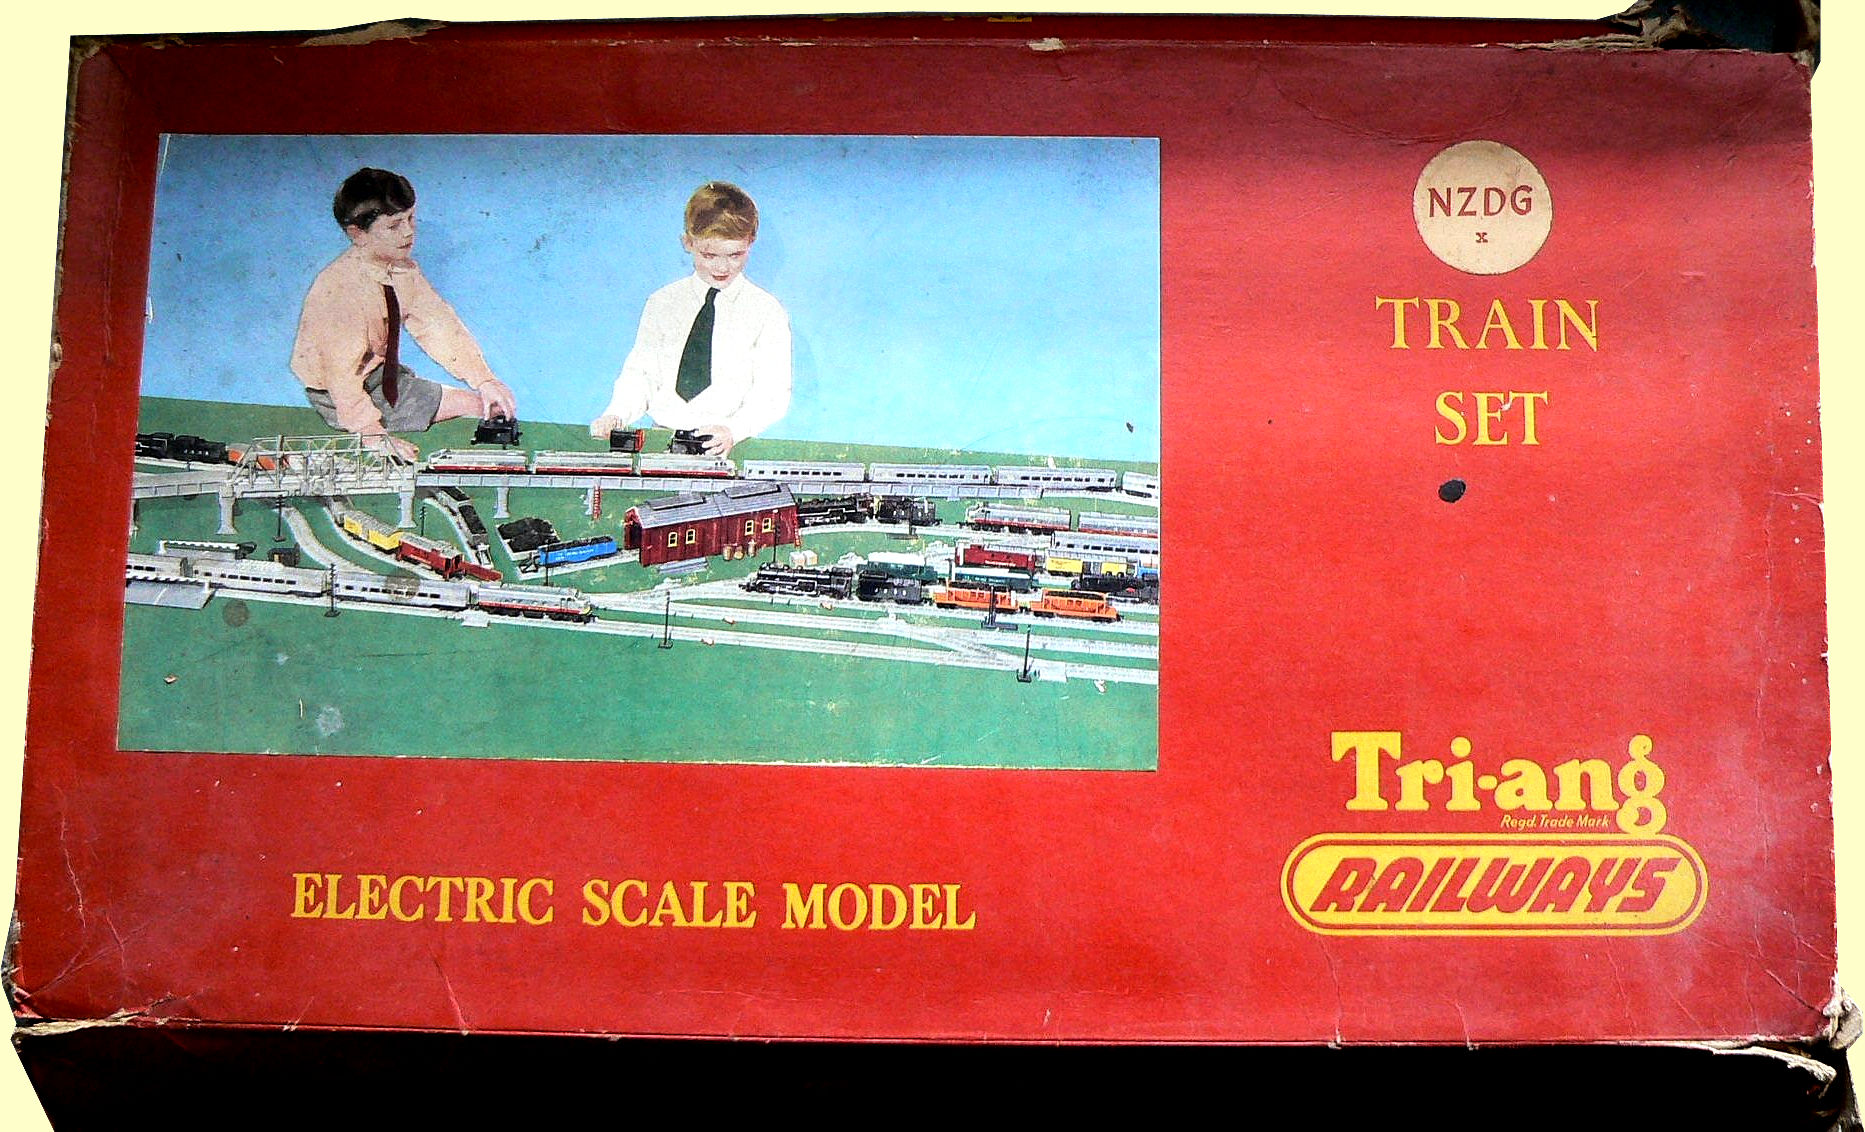 NZDG
x
TRAIN
SET
Tri-ang
Regd. Trade Mark
RAILWAYS
ELECTRIC SCALE MODEL